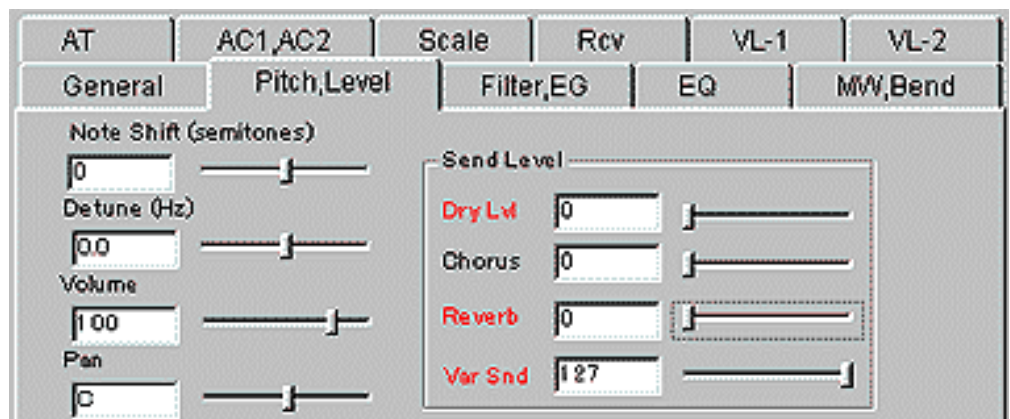 AT AC1,AC2 Scale Rcv VL-1 VL-2
General Pitch,Level Filter,EG EQ MW,Bend
Note Shift (semitones)
0
Detune (Hz)
0.0
Volume
100
Pan
C
Send Level
Dry Lvl 0
Chorus 0
Reverb 0
Var Snd 127